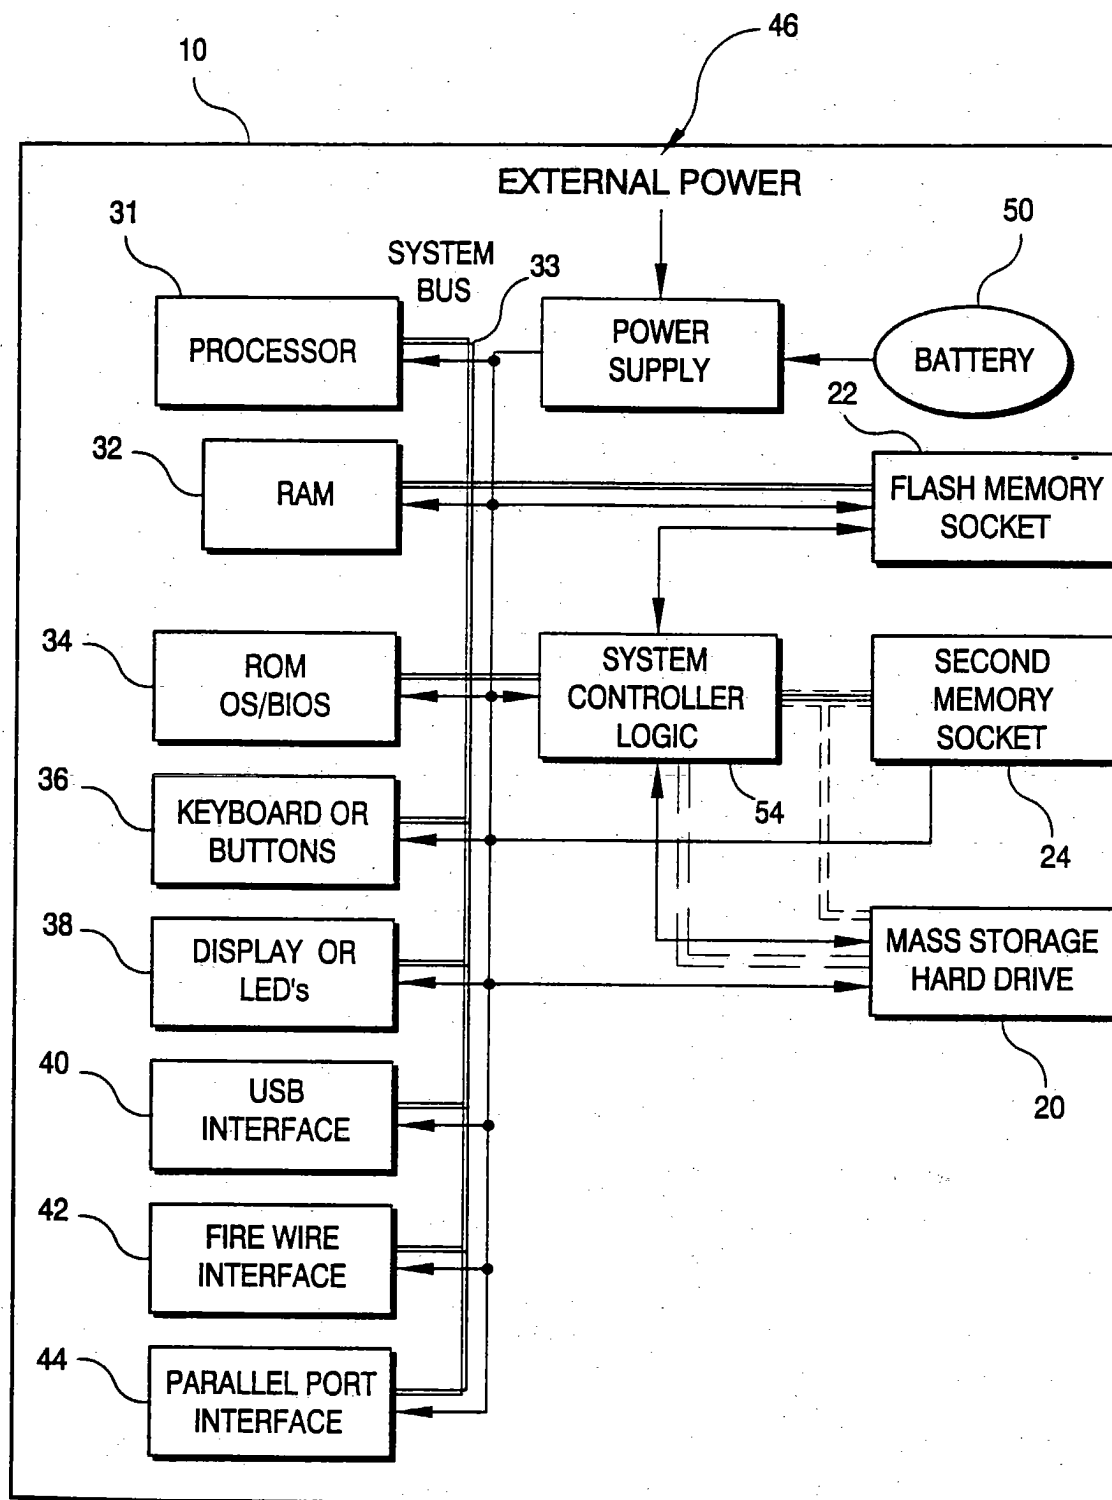 46
10
EXTERNAL POWER
31
SYSTEM
BUS
33
50
PROCESSOR
POWER
SUPPLY
BATTERY
22
32
RAM
FLASH MEMORY
SOCKET
34
ROM
OS/BIOS
SYSTEM
CONTROLLER
LOGIC
SECOND
MEMORY
SOCKET
36
KEYBOARD OR
BUTTONS
54
24
38
DISPLAY OR
LED's
MASS STORAGE
HARD DRIVE
40
USB
INTERFACE
20
42
FIRE WIRE
INTERFACE
44
PARALLEL PORT
INTERFACE